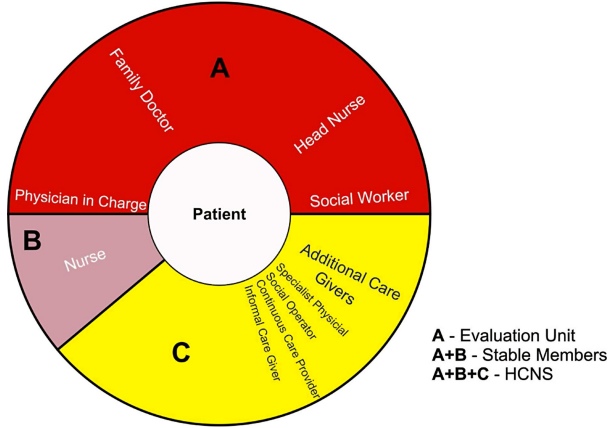 A
Family Doctor
Head Nurse
Physician in Charge
Social Worker
Patient
B
Nurse
Additional Care
Givers
Specialist Physicial
Social Operator
Continuous Care Provider
Informal Care Giver
C
A - Evaluation Unit
A+B - Stable Members
A+B+C - HCNS